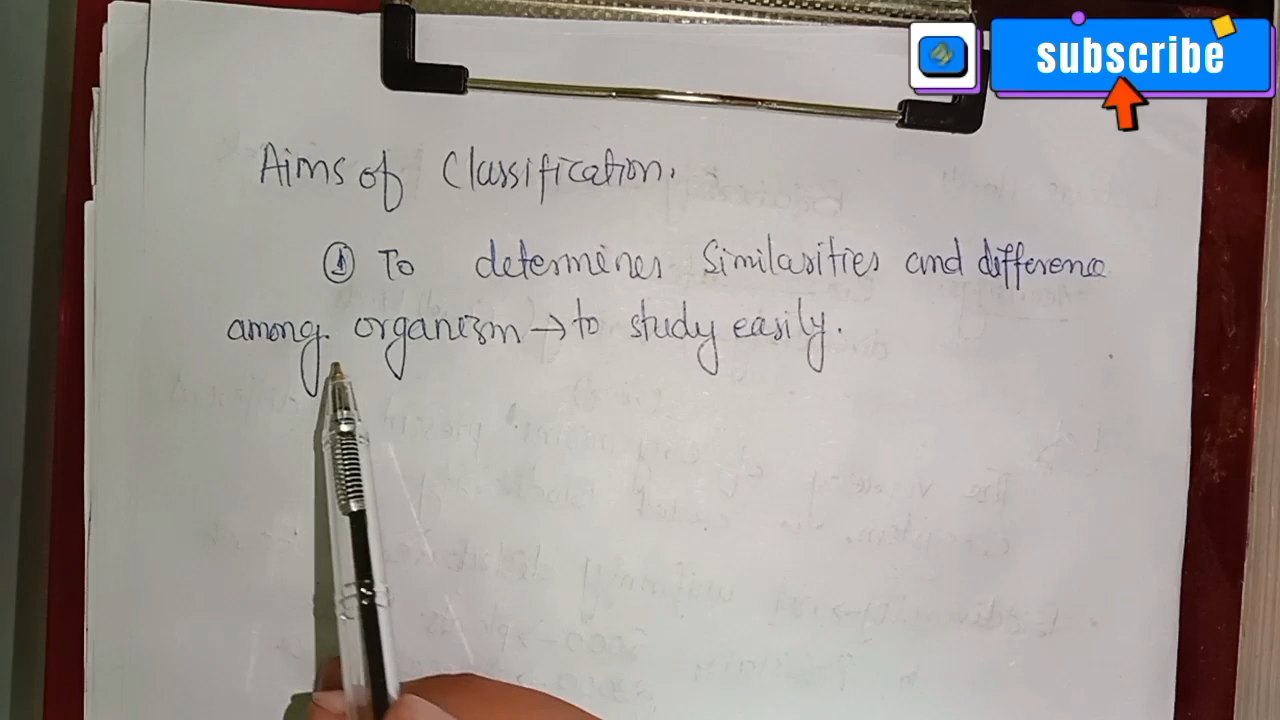 subscribe
Aims of Classification.
① To determines Similarities and difference
among organism → to study easily.